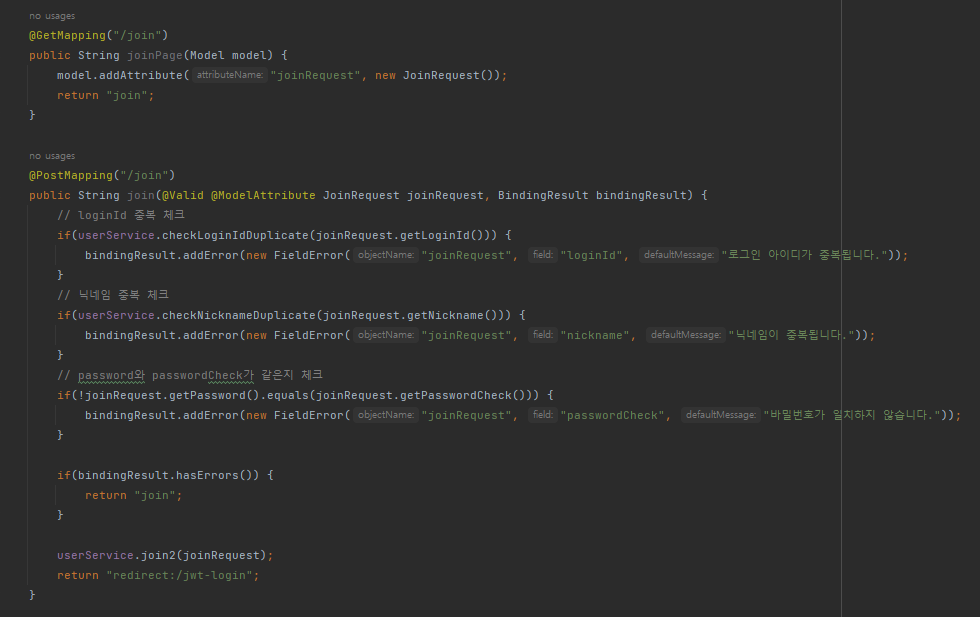 no usages
@GetMapping("/join")
public String joinPage(Model model) {
model.addAttribute( attributeName: "joinRequest", new JoinRequest());
return "join";
}
no usages
@PostMapping("/join")
public String join(@Valid @ModelAttribute JoinRequest joinRequest, BindingResult bindingResult) {
// loginId 중복 체크
if(userService.checkLoginIdDuplicate(joinRequest.getLoginId())) {
bindingResult.addError(new FieldError( objectName: "joinRequest", field: "loginId", defaultMessage: "로그인 아이디가 중복됩니다."));
}
// 닉네임 중복 체크
if(userService.checkNicknameDuplicate(joinRequest.getNickname())) {
bindingResult.addError(new FieldError( objectName: "joinRequest", field: "nickname", defaultMessage: "닉네임이 중복됩니다."));
}
// password와 passwordCheck가 같은지 체크
if(!joinRequest.getPassword().equals(joinRequest.getPasswordCheck())) {
bindingResult.addError(new FieldError( objectName: "joinRequest", field: "passwordCheck", defaultMessage: "바밀번호가 일치하지 않습니다."));
}
if(bindingResult.hasErrors()) {
return "join";
}
userService.join2(joinRequest);
return "redirect:/jwt-login";
}